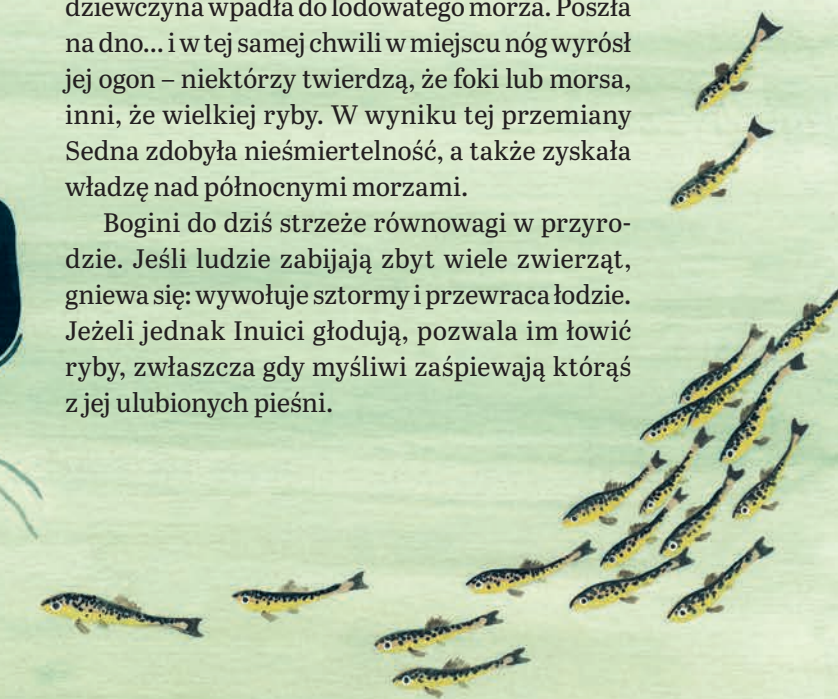 dziewczyna wpadła do lodowatego morza. Poszła
na dno... i w tej samej chwili w miejscu nóg wyrósł
jej ogon – niektórzy twierdzą, że foki lub morsa,
inni, że wielkiej ryby. W wyniku tej przemiany
Sedna zdobyła nieśmiertelność, a także zyskała
władzę nad północnymi morzami.
Bogini do dziś strzeże równowagi w przyro-
dzie. Jeśli ludzie zabijają zbyt wiele zwierząt,
gniewa się: wywołuje sztormy i przewraca łodzie.
Jeżeli jednak Inuici głodują, pozwala im łowić
ryby, zwłaszcza gdy myśliwi zaśpiewają którąś
z jej ulubionych pieśni.